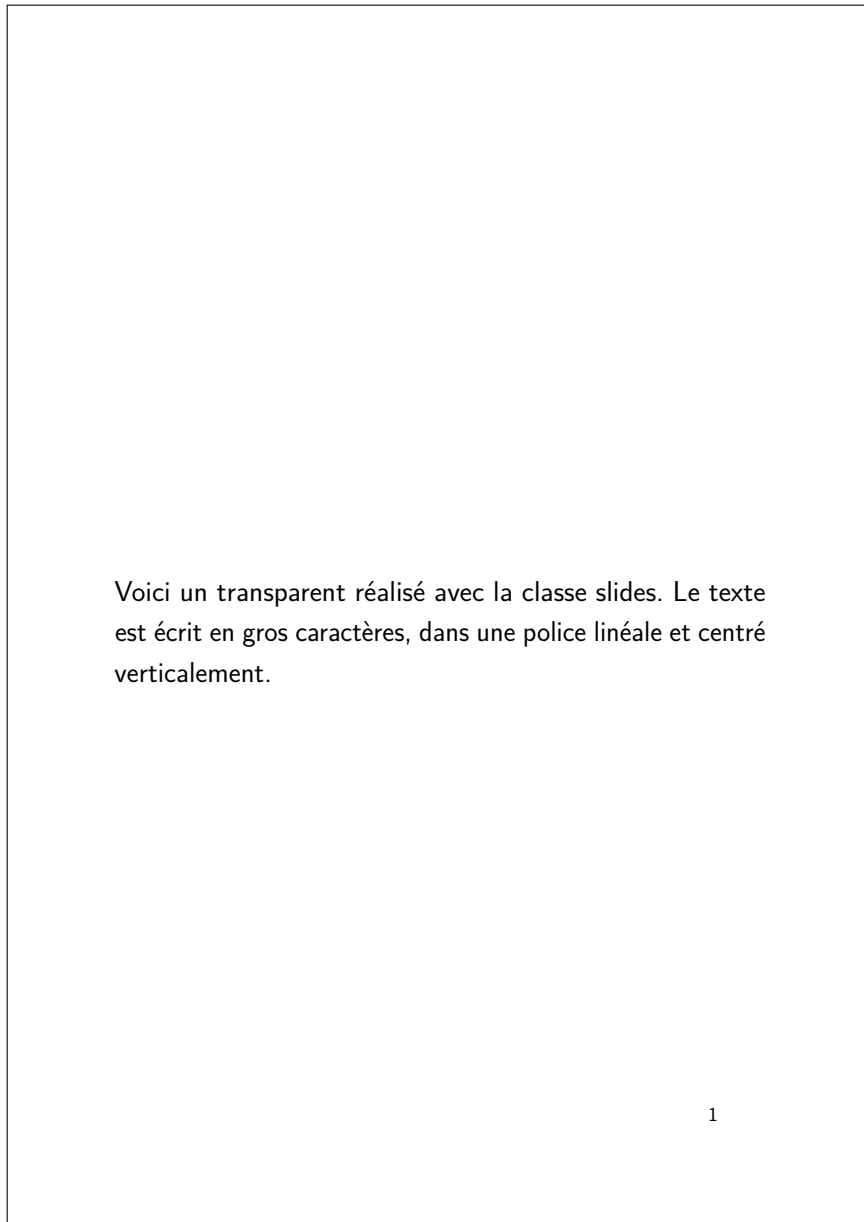 Voici un transparent réalisé avec la classe slides. Le texte
est écrit en gros caractères, dans une police linéale et centré
verticalement.
1